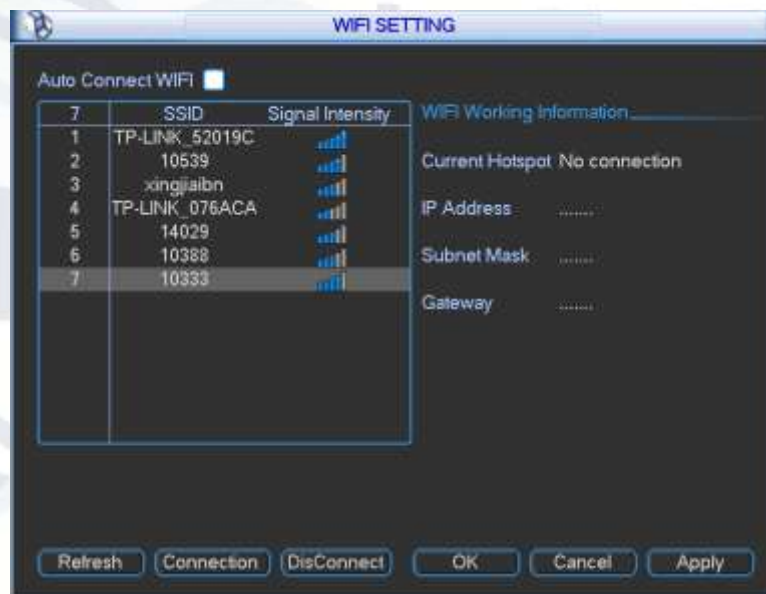 WIFI SETTING
Auto Connect WIFI
7 SSID Signal Intensity
1 TP-LINK_52019C
2 10539
3 xingjiaibn
4 TP-LINK_076ACA
5 14029
6 10388
7 10333
WIFI Working Information
Current Hotspot No connection
IP Address .......
Subnet Mask .......
Gateway .......
Refresh Connection DisConnect OK Cancel Apply